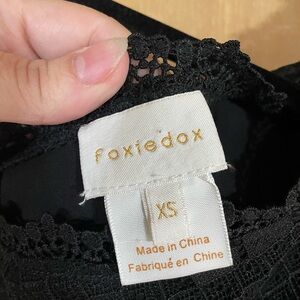 Foxiedox
XS
Made in China
Fabriqué en Chine